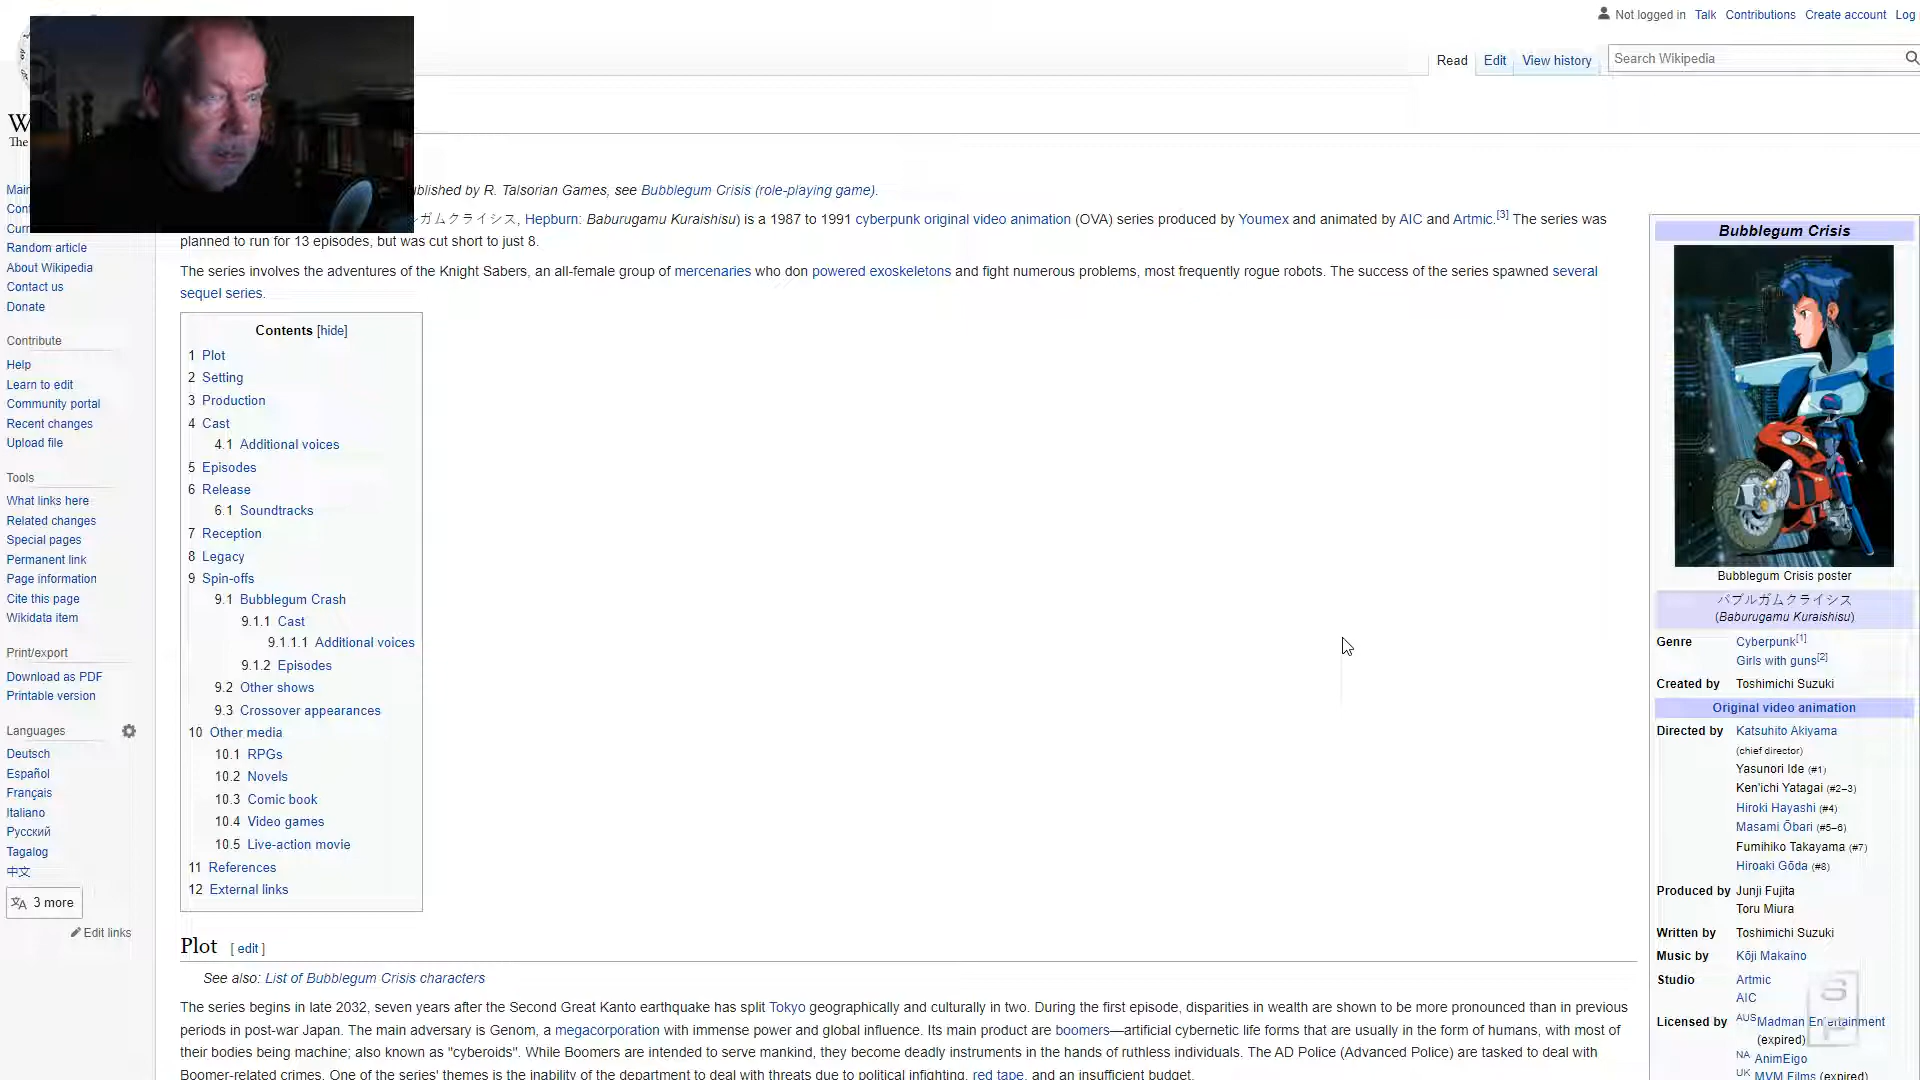 Not logged in Talk Contributions Create account Log
Read Edit View history Search Wikipedia
W
The
ublished by R. Talsorian Games, see Bubblegum Crisis (role-playing game).
ルガムクライシス, Hepburn: Baburugamu Kuraishisu) is a 1987 to 1991 cyberpunk original video animation (OVA) series produced by Youmex and animated by AIC and Artmic.[3] The series was
planned to run for 13 episodes, but was cut short to just 8.
The series involves the adventures of the Knight Sabers, an all-female group of mercenaries who don powered exoskeletons and fight numerous problems, most frequently rogue robots. The success of the series spawned several
sequel series.
Main
Cont
Curr
Random article
About Wikipedia
Contact us
Donate
Contribute
Help
Learn to edit
Community portal
Recent changes
Upload file
Tools
What links here
Related changes
Special pages
Permanent link
Page information
Cite this page
Wikidata item
Print/export
Download as PDF
Printable version
Languages
Deutsch
Español
Français
Italiano
Русский
Tagalog
中文
3 more
Edit links
Contents [hide]
1 Plot
2 Setting
3 Production
4 Cast
4.1 Additional voices
5 Episodes
6 Release
6.1 Soundtracks
7 Reception
8 Legacy
9 Spin-offs
9.1 Bubblegum Crash
9.1.1 Cast
9.1.1.1 Additional voices
9.1.2 Episodes
9.2 Other shows
9.3 Crossover appearances
10 Other media
10.1 RPGs
10.2 Novels
10.3 Comic book
10.4 Video games
10.5 Live-action movie
11 References
12 External links
Plot [ edit ]
See also: List of Bubblegum Crisis characters
The series begins in late 2032, seven years after the Second Great Kanto earthquake has split Tokyo geographically and culturally in two. During the first episode, disparities in wealth are shown to be more pronounced than in previous
periods in post-war Japan. The main adversary is Genom, a megacorporation with immense power and global influence. Its main product are boomers—artificial cybernetic life forms that are usually in the form of humans, with most of
their bodies being machine; also known as "cyberoids". While Boomers are intended to serve mankind, they become deadly instruments in the hands of ruthless individuals. The AD Police (Advanced Police) are tasked to deal with
Boomer-related crimes. One of the series' themes is the inability of the department to deal with threats due to political infighting, red tape, and an insufficient budget.
Bubblegum Crisis
Bubblegum Crisis poster
バブルガムクライシス
(Baburugamu Kuraishisu)
Genre Cyberpunk[1]
Girls with guns[2]
Created by Toshimichi Suzuki
Original video animation
Directed by Katsuhito Akiyama
(chief director)
Yasunori Ide (#1)
Ken'ichi Yatagai (#2–3)
Hiroki Hayashi (#4)
Masami Ōbari (#5–6)
Fumihiko Takayama (#7)
Hiroaki Gōda (#8)
Produced by Junji Fujita
Toru Miura
Written by Toshimichi Suzuki
Music by Kōji Makaino
Studio Artmic
AIC
Licensed by AUS Madman Entertainment
(expired)
NA AnimEigo
UK MVM Films (expired)